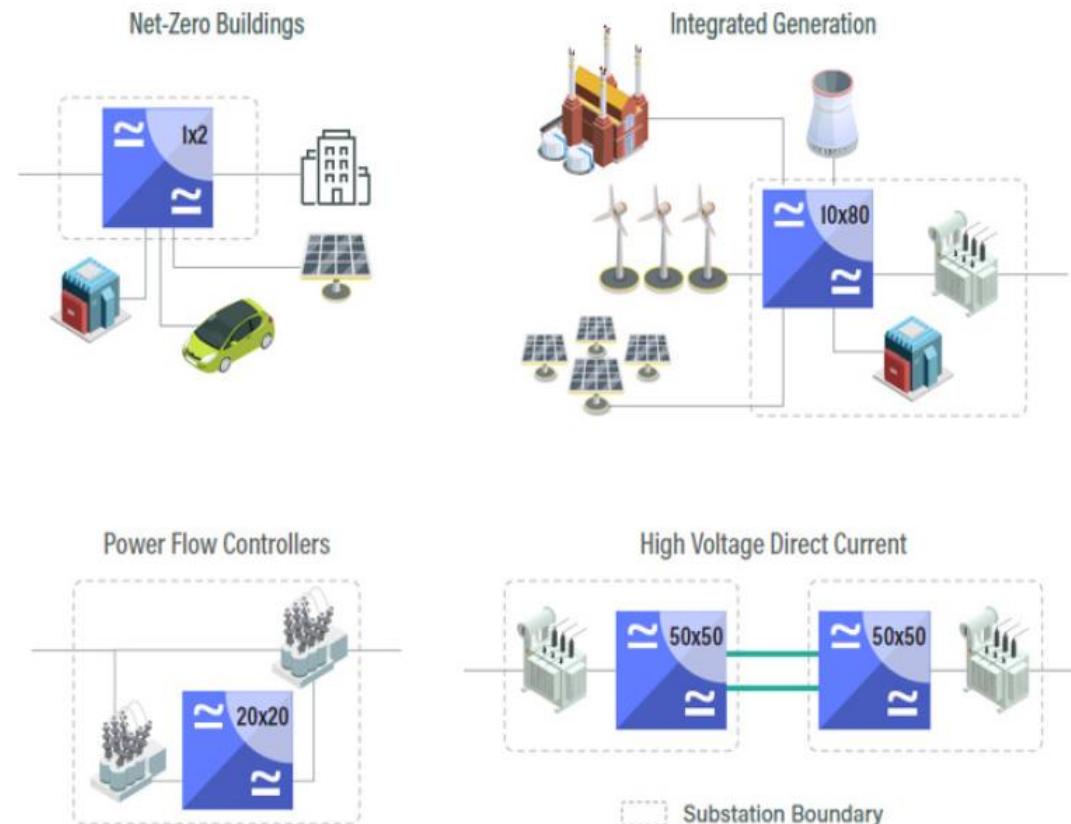 Net-Zero Buildings
1x2
Integrated Generation
10x80
Power Flow Controllers
20x20
High Voltage Direct Current
50x50
50x50
Substation Boundary